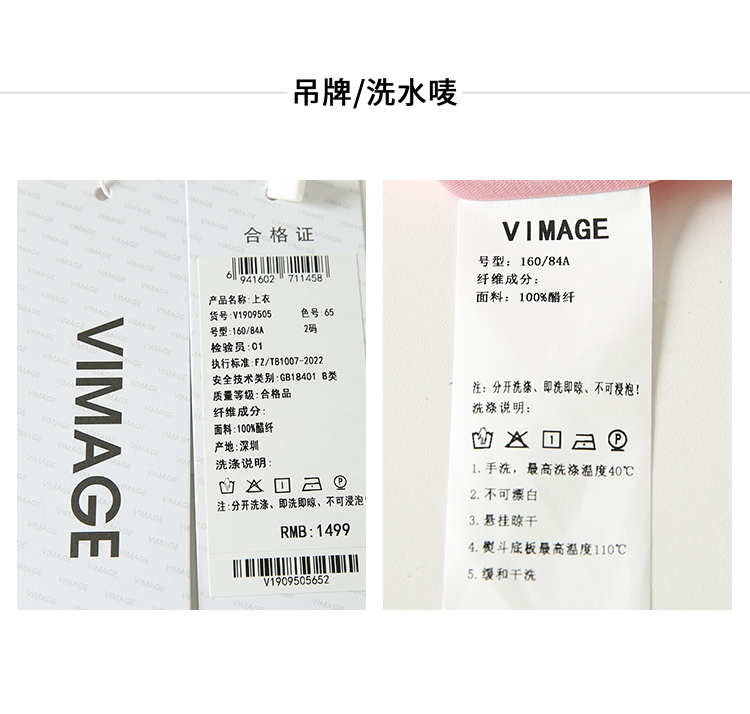 吊牌/洗水唛
VIMAGE
合格证
6 941602 711458
产品名称:上衣
货号:V1909505 色号:65
号型:160/84A 2码
检验员:01
执行标准:FZ/T81007-2022
安全技术类别:GB18401 B类
质量等级:合格品
纤维成分:
面料:100%醋纤
产地:深圳
洗涤说明:
注:分开洗涤、即洗即晾、不可浸泡!
RMB:1499
V1909505652
VIMAGE
号型: 160/84A
纤维成分:
面料: 100%醋纤
注: 分开洗涤、即洗即晾、不可浸泡!
洗涤说明:
P
1.手洗，最高洗涤温度40℃
2.不可漂白
3.悬挂晾干
4.熨斗底板最高温度110℃
5.缓和干洗